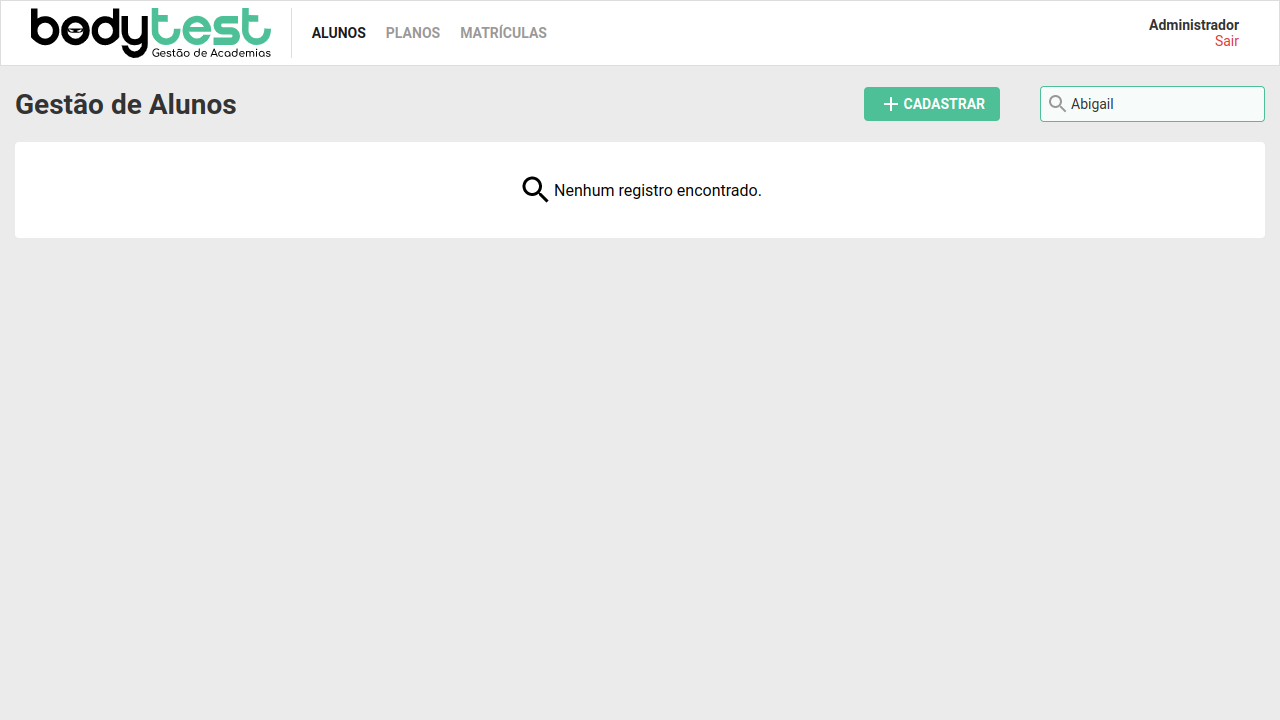 bodytest
Gestão de Academias
ALUNOS PLANOS MATRÍCULAS
Administrador
Sair
Gestão de Alunos
CADASTRAR
Abigail
Nenhum registro encontrado.